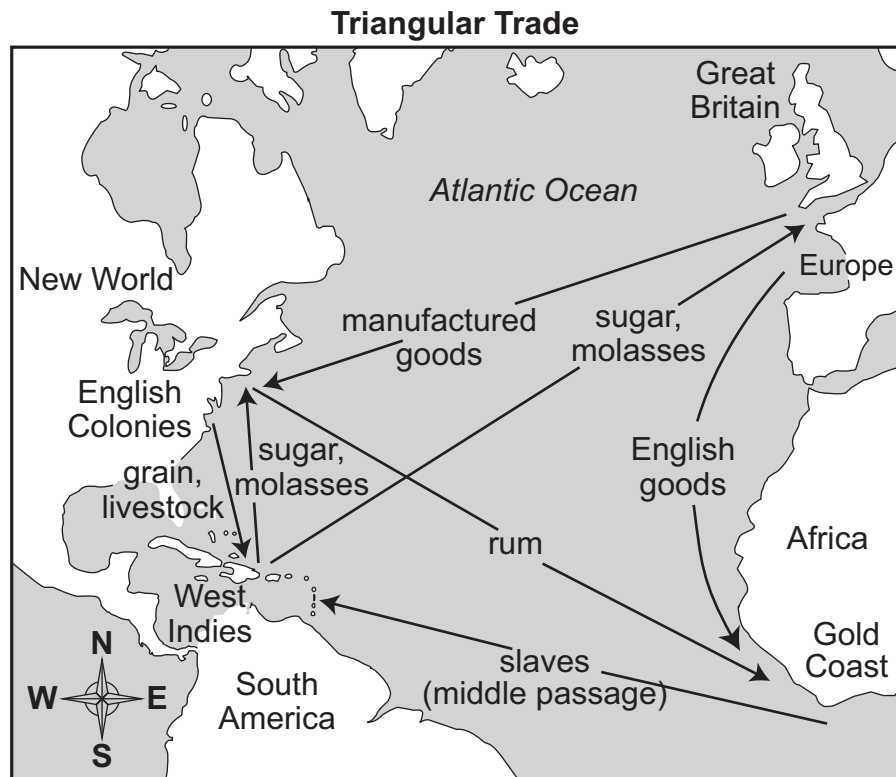 Triangular Trade
Great
Britain
Atlantic Ocean
New World
Europe
manufactured
goods
sugar,
molasses
English
Colonies
grain,
livestock
sugar,
molasses
English
goods
rum
Africa
West
Indies
Gold
Coast
slaves
(middle passage)
South
America
N
W
E
S